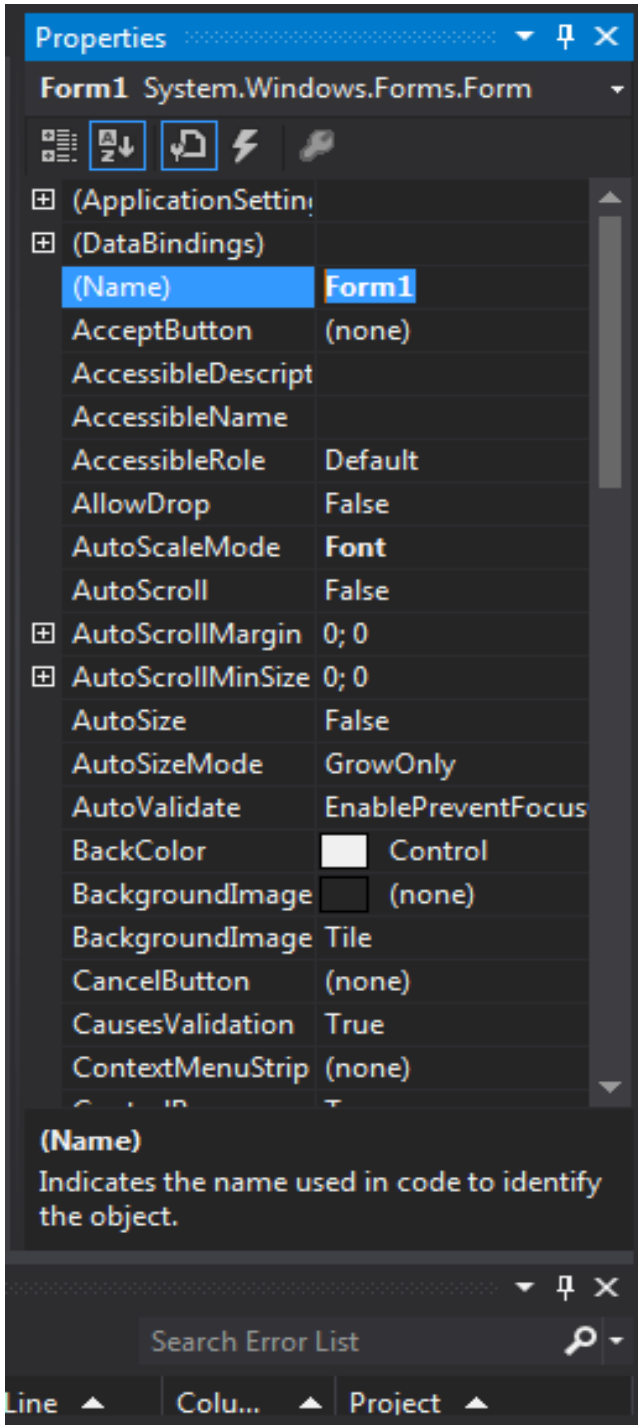 Properties
Form1 System.Windows.Forms.Form
(ApplicationSetting
(DataBindings)
(Name) Form1
AcceptButton (none)
AccessibleDescript
AccessibleName
AccessibleRole Default
AllowDrop False
AutoScaleMode Font
AutoScroll False
AutoScrollMargin 0; 0
AutoScrollMinSize 0; 0
AutoSize False
AutoSizeMode GrowOnly
AutoValidate EnablePreventFocus
BackColor Control
BackgroundImage (none)
BackgroundImage Tile
CancelButton (none)
CausesValidation True
ContextMenuStrip (none)
(Name)
Indicates the name used in code to identify
the object.
Search Error List
Line Colu... Project